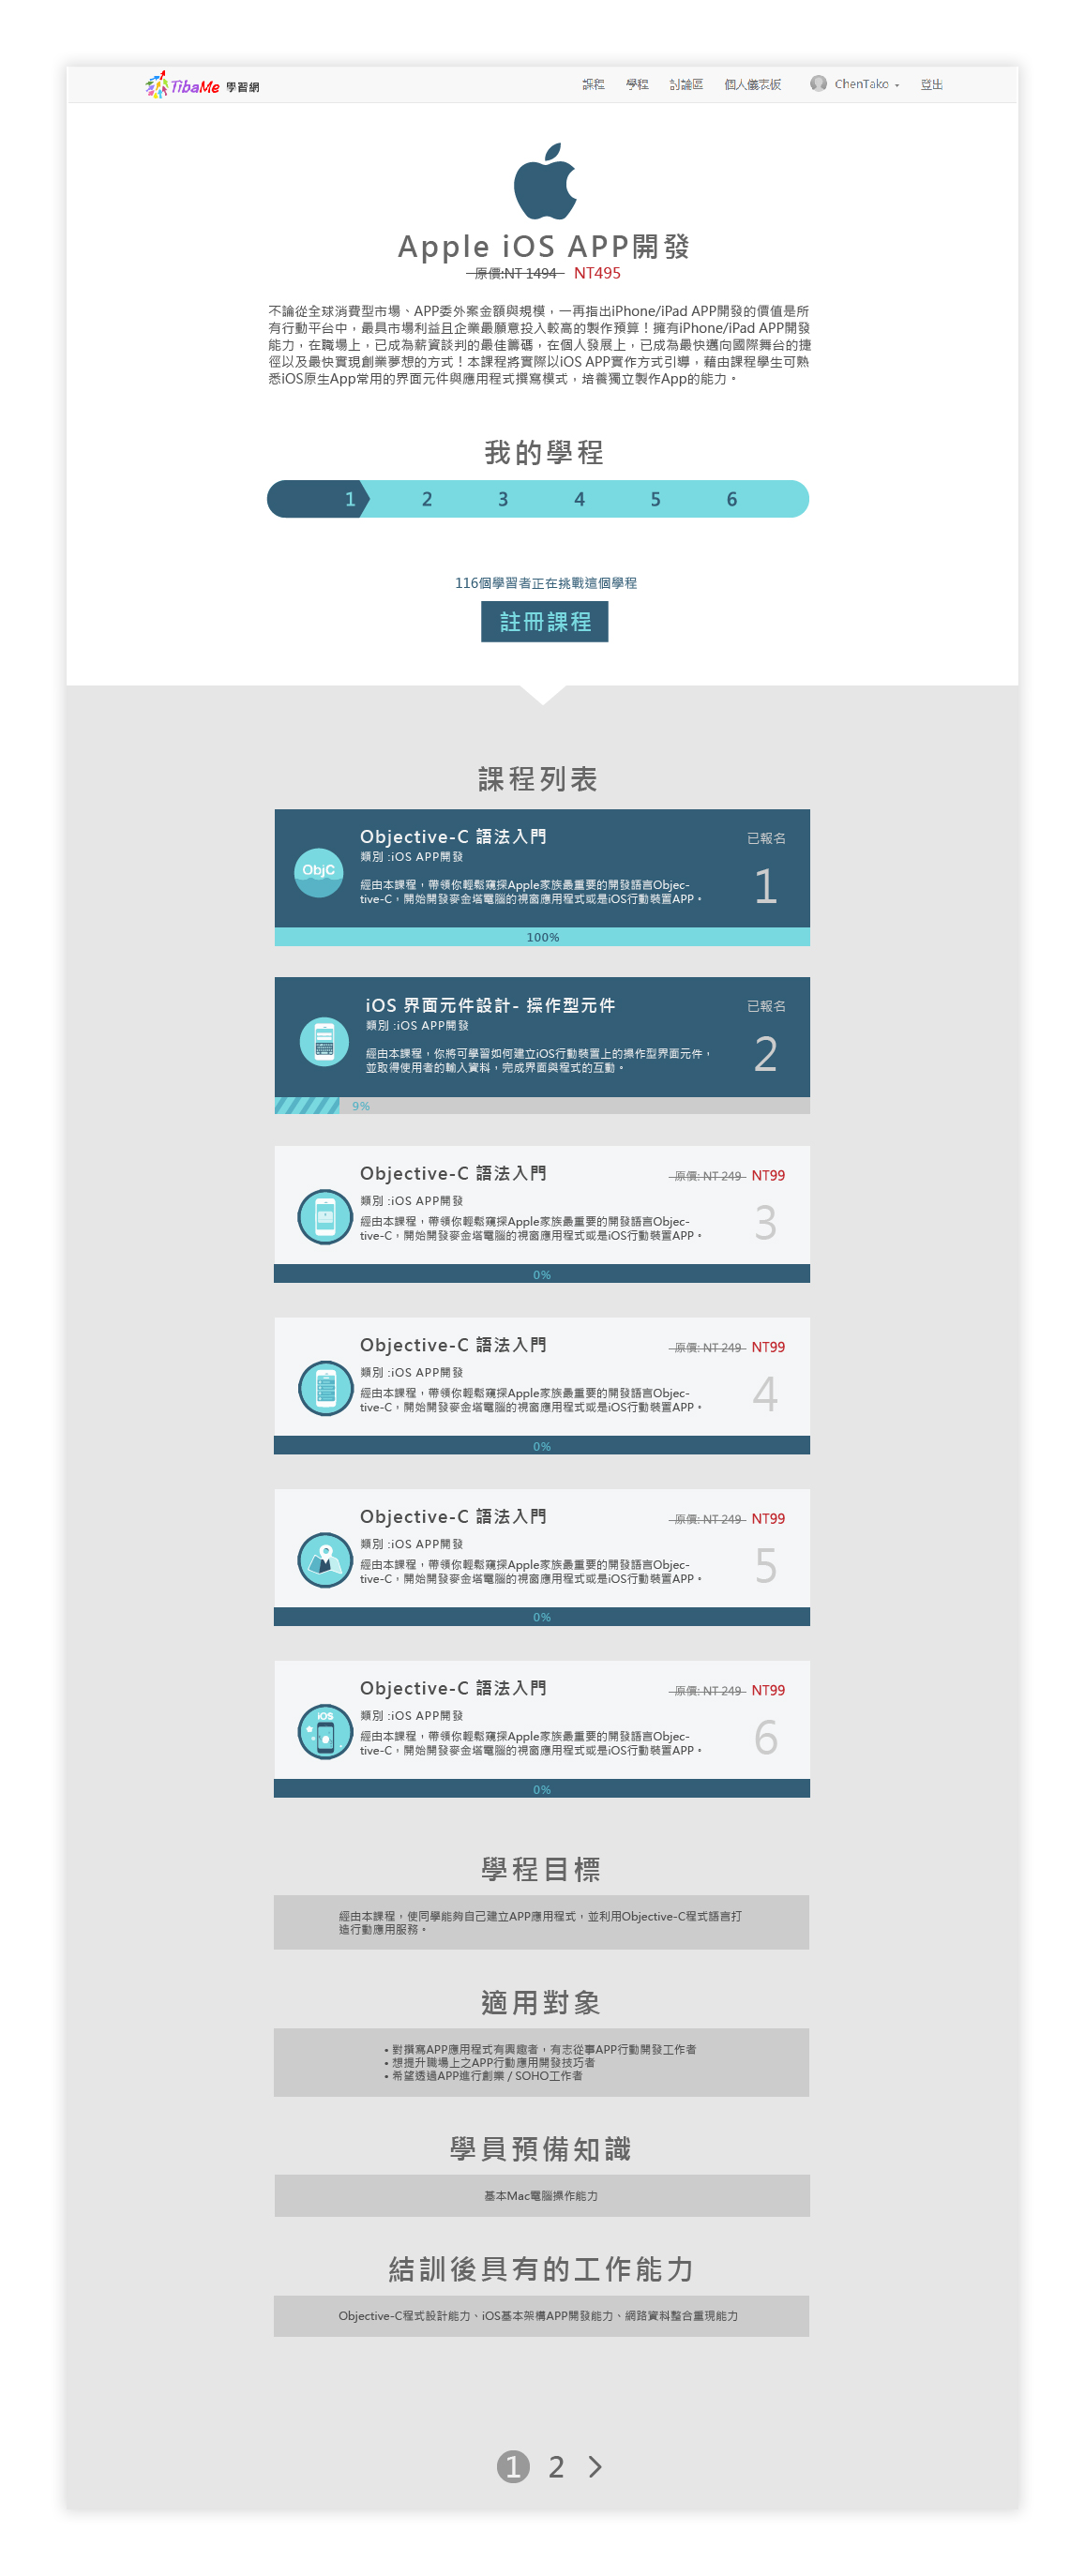 TibaMe 學習網
課程 學程 討論區 個人儀表板 ChenTako 登出
Apple iOS APP開發
原價:NT 1494 NT495
不論從全球消費型市場、APP委外案金額與規模，一再指出iPhone/iPad APP開發的價值是所
有行動平台中，最具市場利益且企業最願意投入較高的製作預算！擁有iPhone/iPad APP開發
能力，在職場上，已成為薪資談判的最佳籌碼，在個人發展上，已成為最快邁向國際舞台的捷
徑以及最快實現創業夢想的方式！本課程將實際以iOS APP實作方式引導，藉由課程學生可熟
悉iOS原生App常用的界面元件與應用程式撰寫模式，培養獨立製作App的能力。
我的學程
1 2 3 4 5 6
116個學習者正在挑戰這個學程
註冊課程
課程列表
Objective-C 語法入門 已報名
類別 :iOS APP開發
ObjC
1
經由本課程，帶領你輕鬆窺探Apple家族最重要的開發語言Objec-
tive-C，開始開發麥金塔電腦的視窗應用程式或是iOS行動裝置APP。
100%
iOS 界面元件設計- 操作型元件 已報名
類別 :iOS APP開發
2
經由本課程，你將可學習如何建立iOS行動裝置上的操作型界面元件，
並取得使用者的輸入資料，完成界面與程式的互動。
9%
Objective-C 語法入門 原價: NT 249 NT99
類別 :iOS APP開發
3
經由本課程，帶領你輕鬆窺探Apple家族最重要的開發語言Objec-
tive-C，開始開發麥金塔電腦的視窗應用程式或是iOS行動裝置APP。
0%
Objective-C 語法入門 原價: NT 249 NT99
類別 :iOS APP開發
4
經由本課程，帶領你輕鬆窺探Apple家族最重要的開發語言Objec-
tive-C，開始開發麥金塔電腦的視窗應用程式或是iOS行動裝置APP。
0%
Objective-C 語法入門 原價: NT 249 NT99
類別 :iOS APP開發
5
經由本課程，帶領你輕鬆窺探Apple家族最重要的開發語言Objec-
tive-C，開始開發麥金塔電腦的視窗應用程式或是iOS行動裝置APP。
0%
Objective-C 語法入門 原價: NT 249 NT99
類別 :iOS APP開發
iOS
6
經由本課程，帶領你輕鬆窺探Apple家族最重要的開發語言Objec-
tive-C，開始開發麥金塔電腦的視窗應用程式或是iOS行動裝置APP。
0%
學程目標
經由本課程，使同學能夠自己建立APP應用程式，並利用Objective-C程式語言打
造行動應用服務。
適用對象
• 對撰寫APP應用程式有興趣者，有志從事APP行動開發工作者
• 想提升職場上之APP行動應用開發技巧者
• 希望透過APP進行創業 / SOHO工作者
學員預備知識
基本Mac電腦操作能力
結訓後具有的工作能力
Objective-C程式設計能力、iOS基本架構APP開發能力、網路資料整合重現能力
1 2 >